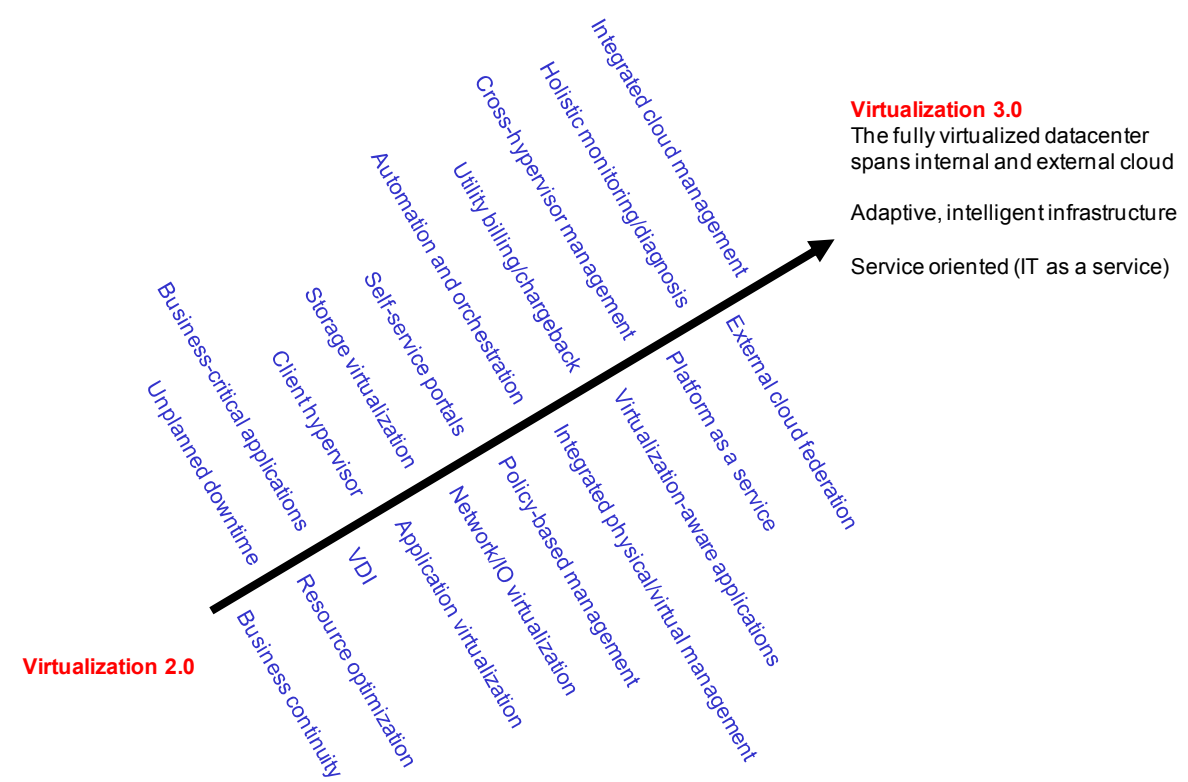 Integrated cloud management
Holistic monitoring/diagnosis
Cross-hypervisor management
Utility billing/chargeback
Automation and orchestration
Self-service portals
Storage virtualization
Client hypervisor
Business-critical applications
Unplanned downtime
Virtualization 3.0
The fully virtualized datacenter
spans internal and external cloud
Adaptive, intelligent infrastructure
Service oriented (IT as a service)
External cloud federation
Platform as a service
Virtualization-aware applications
Integrated physical/virtual management
Policy-based management
Network/IO virtualization
Application virtualization
VDI
Resource optimization
Business continuity
Virtualization 2.0